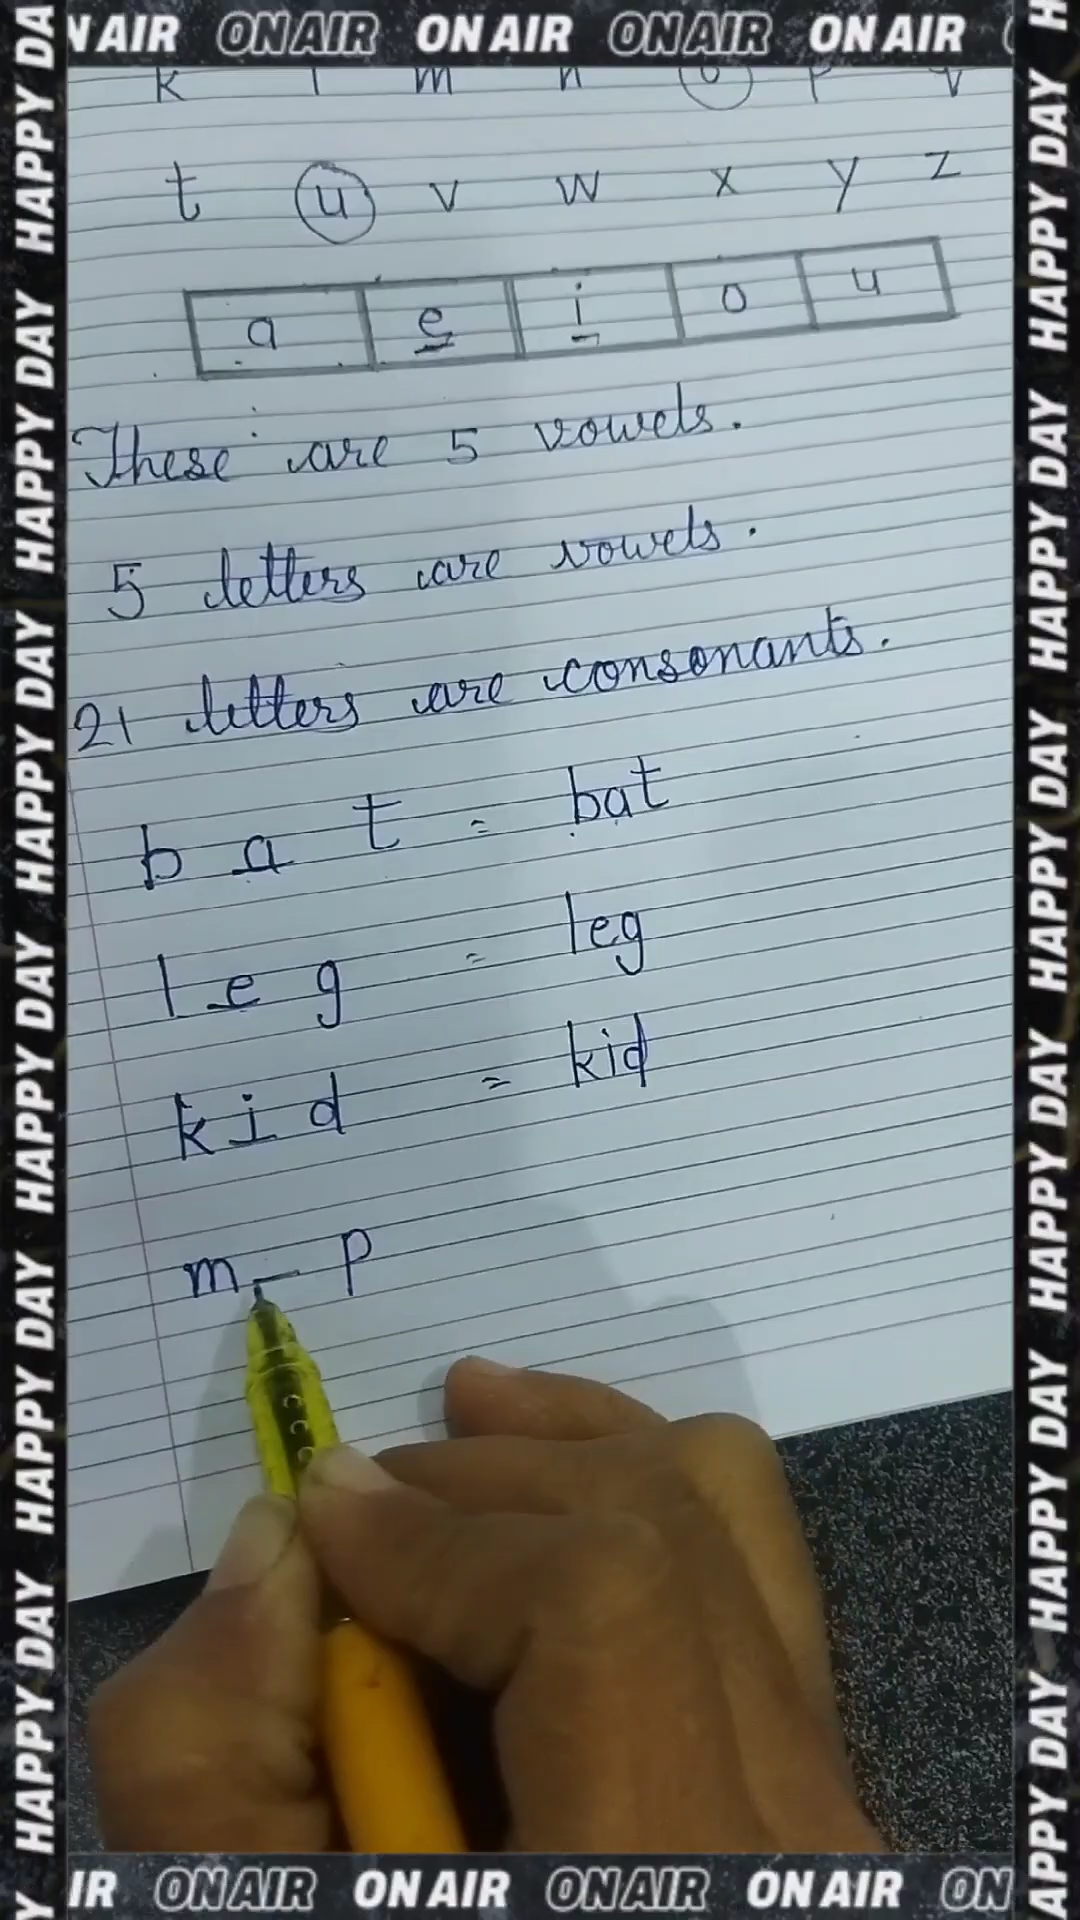 ON AIR ON AIR ON AIR ON AIR ON AIR
k l m n o p
t u v w x y z
a e i o u
These are 5 vowels.
5 letters are vowels.
21 letters are consonants.
b a t = bat
l e g = leg
k i d = kid
m _ p
HAPPY DAY HAPPY DAY HAPPY DAY HAPPY DAY HAPPY DAY HAPPY DAY
HAPPY DAY HAPPY DAY HAPPY DAY HAPPY DAY HAPPY DAY HAPPY DAY
ON AIR ON AIR ON AIR ON AIR